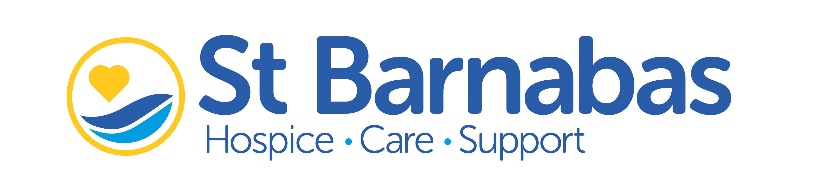 St Barnabas
Hospice • Care • Support